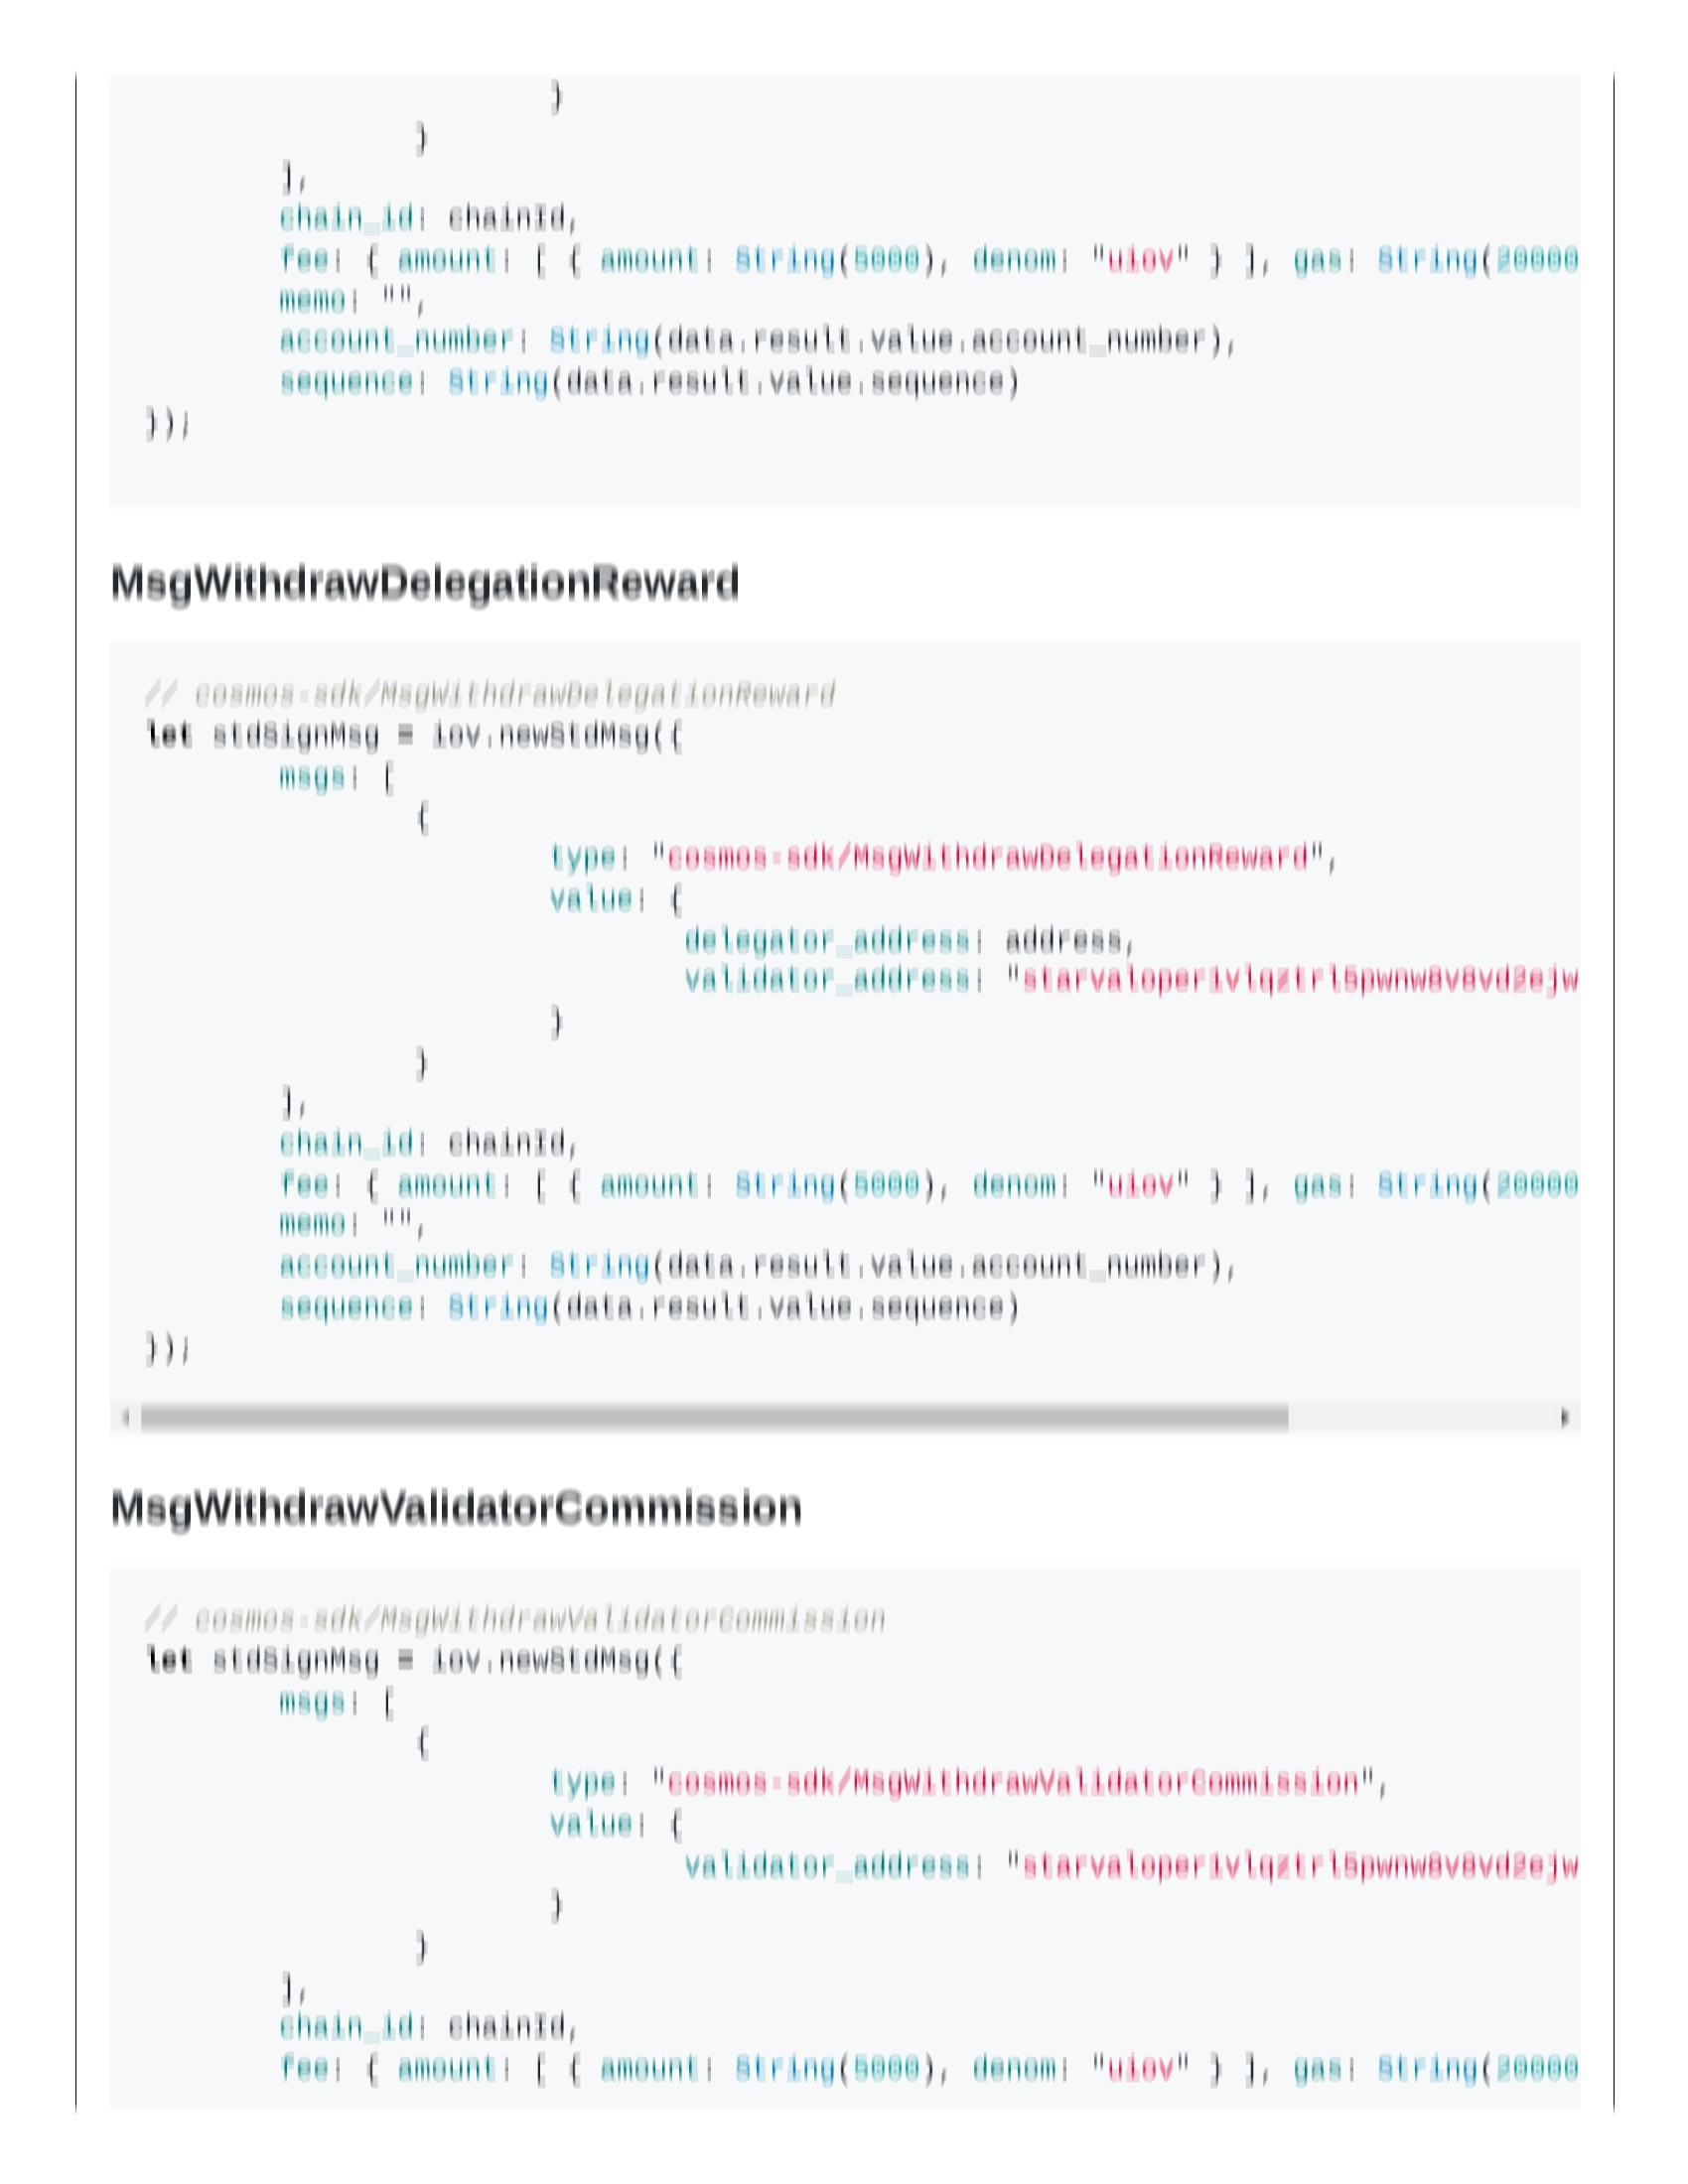 }
}
],
chain_id: chainId,
fee: { amount: [ { amount: String(5000), denom: "uiov" } ], gas: String(20000
memo: "",
account_number: String(data.result.value.account_number),
sequence: String(data.result.value.sequence)
});
MsgWithdrawDelegationReward
// cosmos-sdk/MsgWithdrawDelegationReward
let stdSignMsg = iov.newStdMsg({
msgs: [
{
type: "cosmos-sdk/MsgWithdrawDelegationReward",
value: {
delegator_address: address,
validator_address: "starvaloper1vlqztrl5pwnw8v8vd2ejw
}
}
],
chain_id: chainId,
fee: { amount: [ { amount: String(5000), denom: "uiov" } ], gas: String(20000
memo: "",
account_number: String(data.result.value.account_number),
sequence: String(data.result.value.sequence)
});
MsgWithdrawValidatorCommission
// cosmos-sdk/MsgWithdrawValidatorCommission
let stdSignMsg = iov.newStdMsg({
msgs: [
{
type: "cosmos-sdk/MsgWithdrawValidatorCommission",
value: {
validator_address: "starvaloper1vlqztrl5pwnw8v8vd2ejw
}
}
],
chain_id: chainId,
fee: { amount: [ { amount: String(5000), denom: "uiov" } ], gas: String(20000